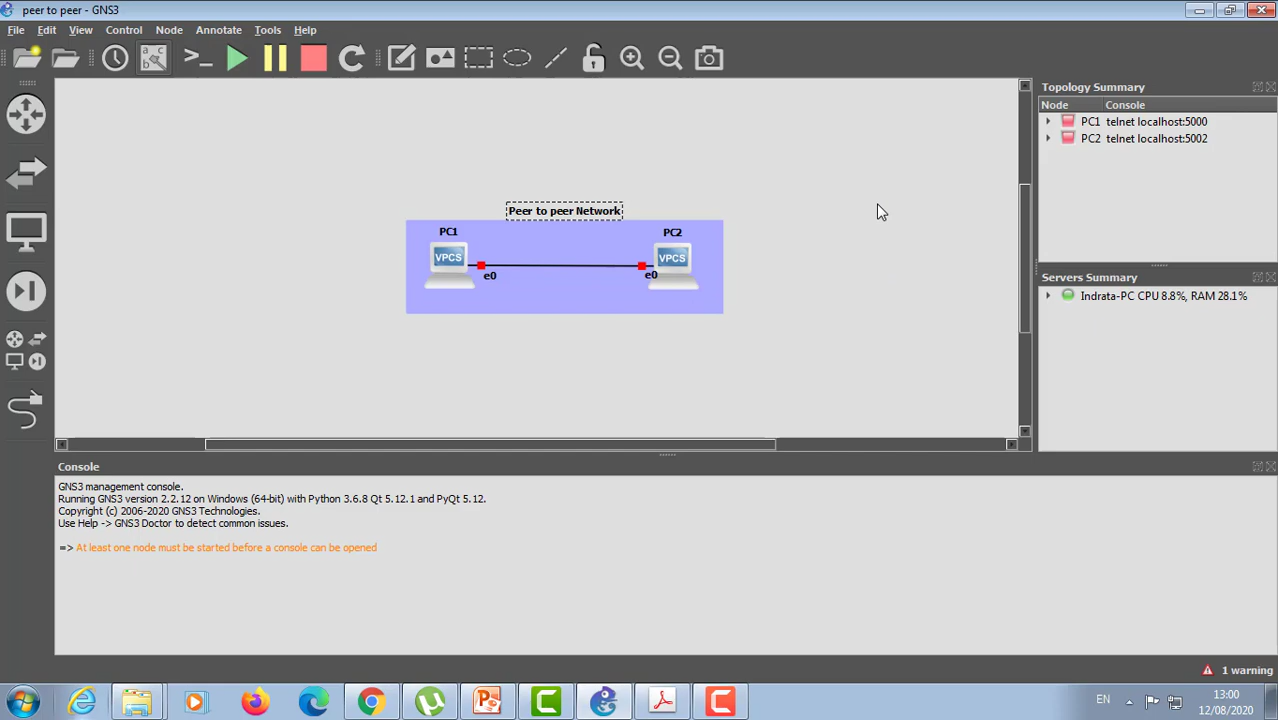 peer to peer - GNS3
File Edit View Control Node Annotate Tools Help
Topology Summary
Node Console
PC1 telnet localhost:5000
PC2 telnet localhost:5002
Peer to peer Network
PC1 PC2
VPCS VPCS
e0 e0
Servers Summary
Indrata-PC CPU 8.8%, RAM 28.1%
Console
GNS3 management console.
Running GNS3 version 2.2.12 on Windows (64-bit) with Python 3.6.8 Qt 5.12.1 and PyQt 5.12.
Copyright (c) 2006-2020 GNS3 Technologies.
Use Help -> GNS3 Doctor to detect common issues.
=> At least one node must be started before a console can be opened
1 warning
EN
13:00
12/08/2020